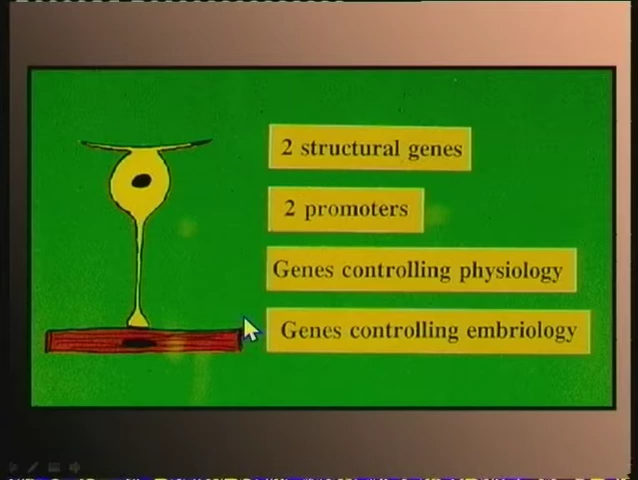 2 structural genes
2 promoters
Genes controlling physiology
Genes controlling embriology